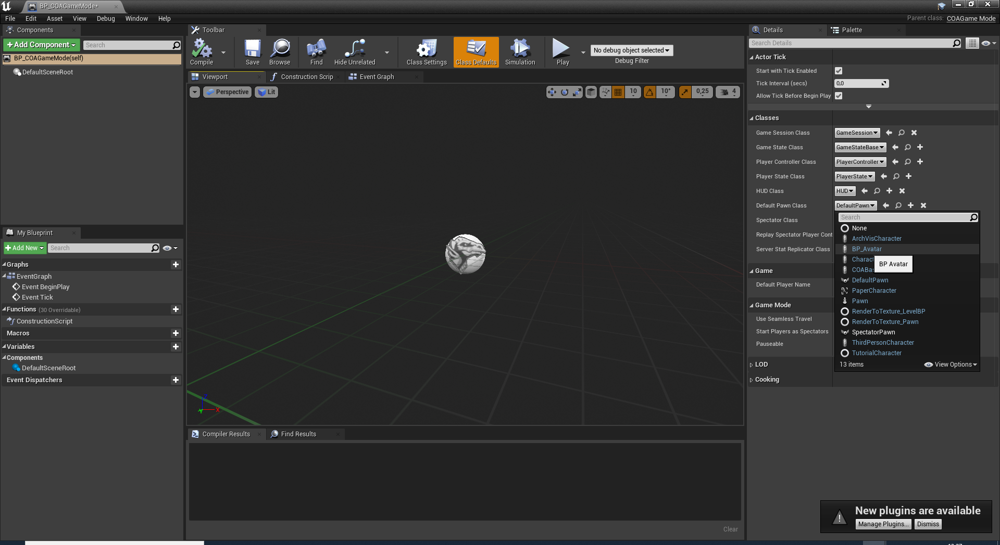 BP_COAGameMode*
File Edit Asset View Debug Window Help
Parent class: COAGame Mode
Components
Add Component
Search
BP_COAGameMode(self)
DefaultSceneRoot
My Blueprint
Add New
Search
Graphs
EventGraph
Event BeginPlay
Event Tick
Functions (30 Overridable)
ConstructionScript
Macros
Variables
Components
DefaultSceneRoot
Event Dispatchers
Toolbar
Compile
Save
Browse
Find
Hide Unrelated
Class Settings
Class Defaults
Simulation
Play
No debug object selected
Debug Filter
Viewport
Construction Scrip
Event Graph
Perspective
Lit
10
10°
0,25
4
Z
X
Y
Compiler Results
Find Results
Clear
Details
Palette
Search Details
Actor Tick
Start with Tick Enabled
Tick Interval (secs) 0,0
Allow Tick Before Begin Play
Classes
Game Session Class GameSession
Game State Class GameStateBase
Player Controller Class PlayerController
Player State Class PlayerState
HUD Class HUD
Default Pawn Class DefaultPawn
Spectator Class
Replay Spectator Player Cont
Server Stat Replicator Class
Game
Default Player Name
Game Mode
Use Seamless Travel
Start Players as Spectators
Pauseable
LOD
Cooking
Search
None
ArchVisCharacter
BP_Avatar
Charact
COABa
BP Avatar
DefaultPawn
PaperCharacter
Pawn
RenderToTexture_LevelBP
RenderToTexture_Pawn
SpectatorPawn
ThirdPersonCharacter
TutorialCharacter
13 items
View Options
New plugins are available
Manage Plugins...
Dismiss